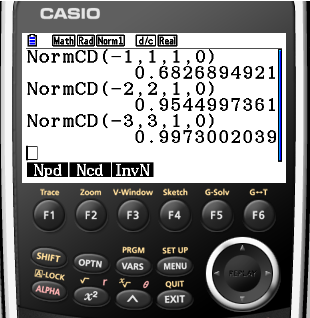 CASIO
Math Rad Norm1 d/c Real
NormCD(-1,1,1,0)
0.6826894921
NormCD(-2,2,1,0)
0.9544997361
NormCD(-3,3,1,0)
0.9973002039
Npd Ncd InvN
Trace Zoom V-Window Sketch G-Solv G↔T
F1 F2 F3 F4 F5 F6
PRGM SET UP
SHIFT OPTN VARS MENU
REPLAY
A-LOCK √ r ˣ√ θ QUIT
ALPHA x² ^ EXIT